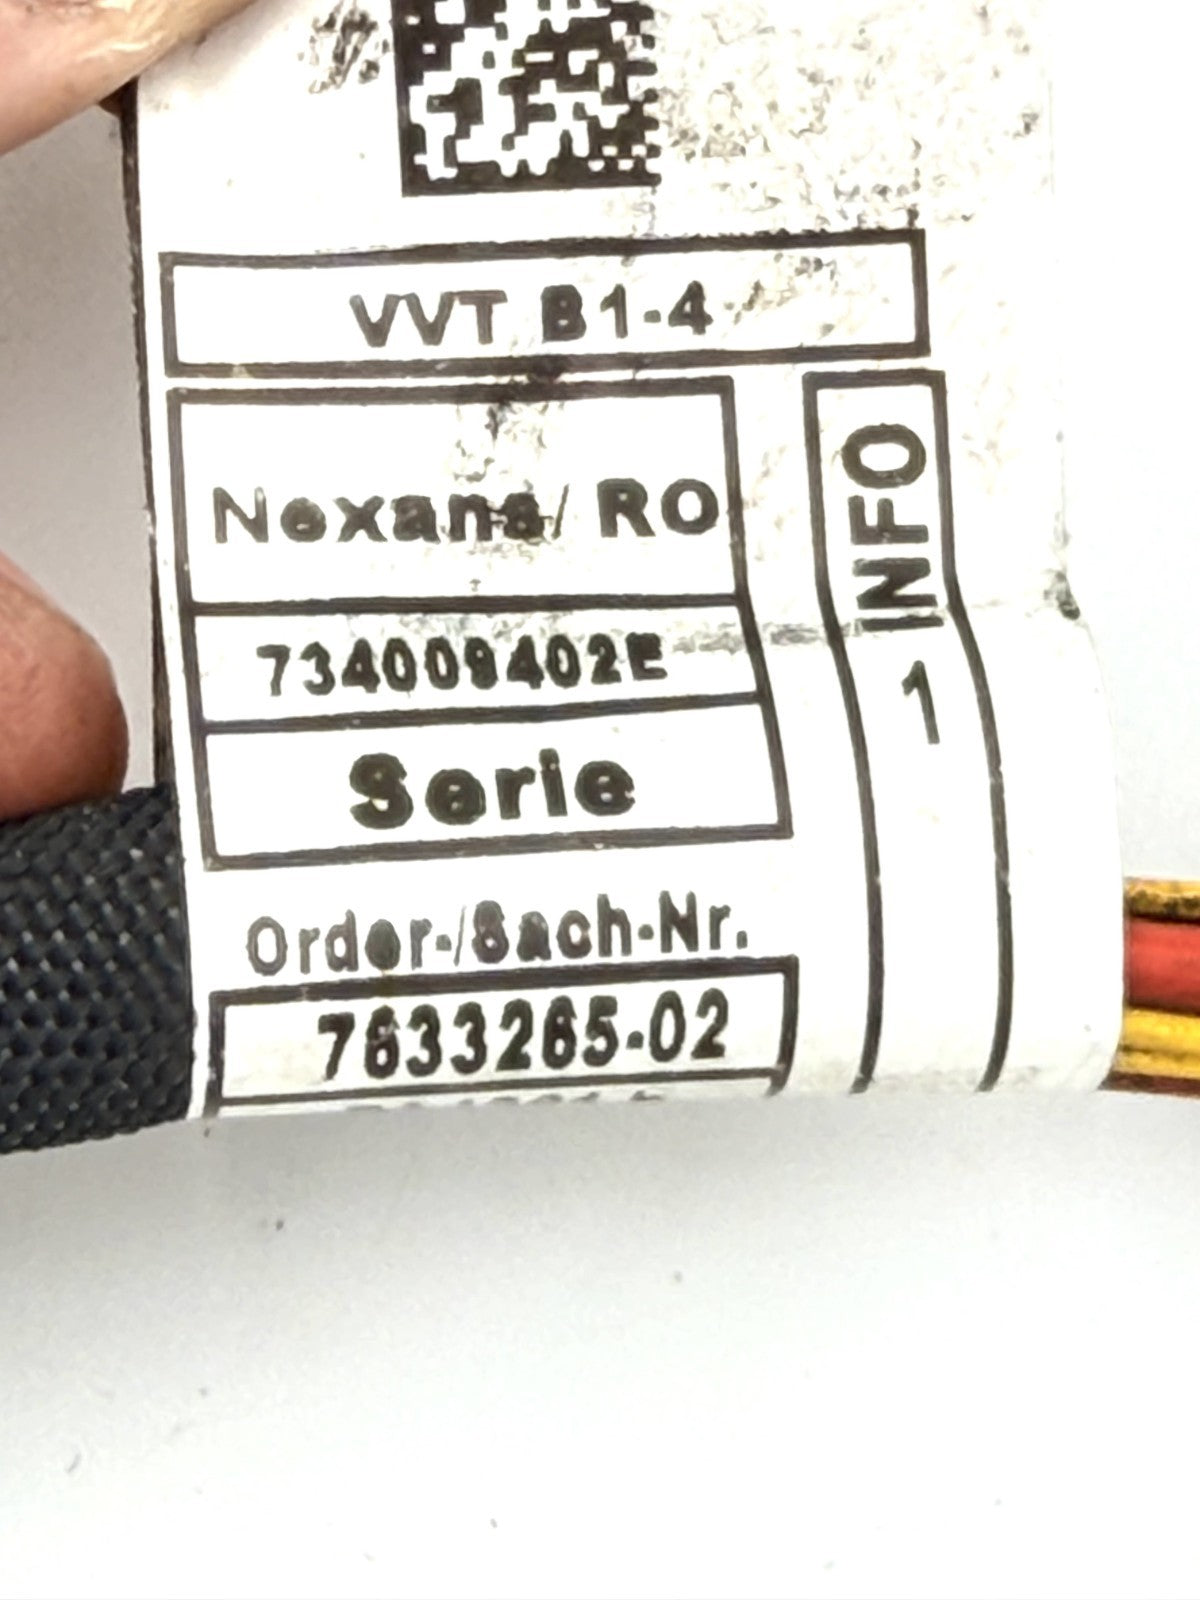 VVT B1-4
Nexans/ RO
INFO
734009402E
1
Serie
Order-/Sach-Nr.
7633265-02